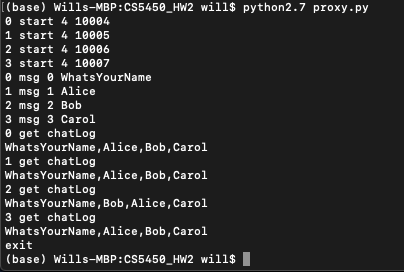 (base) Wills-MBP:CS5450_HW2 will$ python2.7 proxy.py
0 start 4 10004
1 start 4 10005
2 start 4 10006
3 start 4 10007
0 msg 0 WhatsYourName
1 msg 1 Alice
2 msg 2 Bob
3 msg 3 Carol
0 get chatLog
WhatsYourName,Alice,Bob,Carol
1 get chatLog
WhatsYourName,Alice,Bob,Carol
2 get chatLog
WhatsYourName,Bob,Alice,Carol
3 get chatLog
WhatsYourName,Alice,Bob,Carol
exit
(base) Wills-MBP:CS5450_HW2 will$